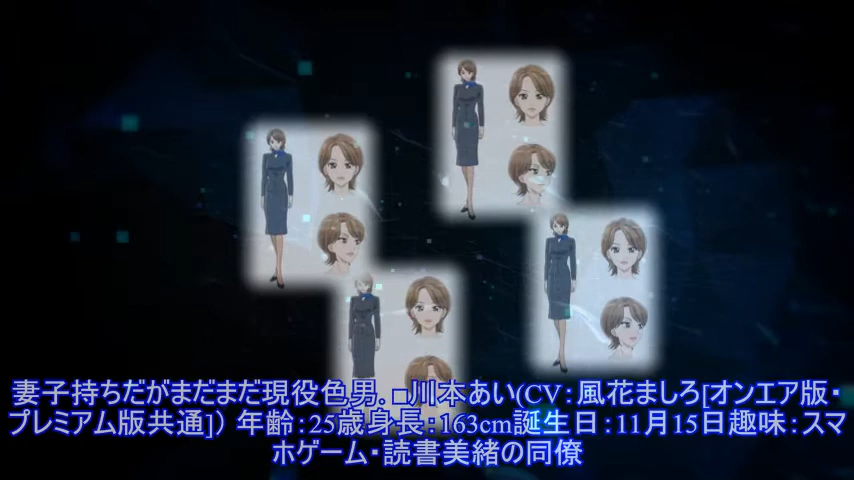 妻子持ちだがまだまだ現役色男. □川本あい(CV：風花ましろ[オンエア版・
プレミアム版共通]） 年齢：25歳身長：163cm誕生日：11月15日趣味：スマ
ホゲーム・読書美緒の同僚